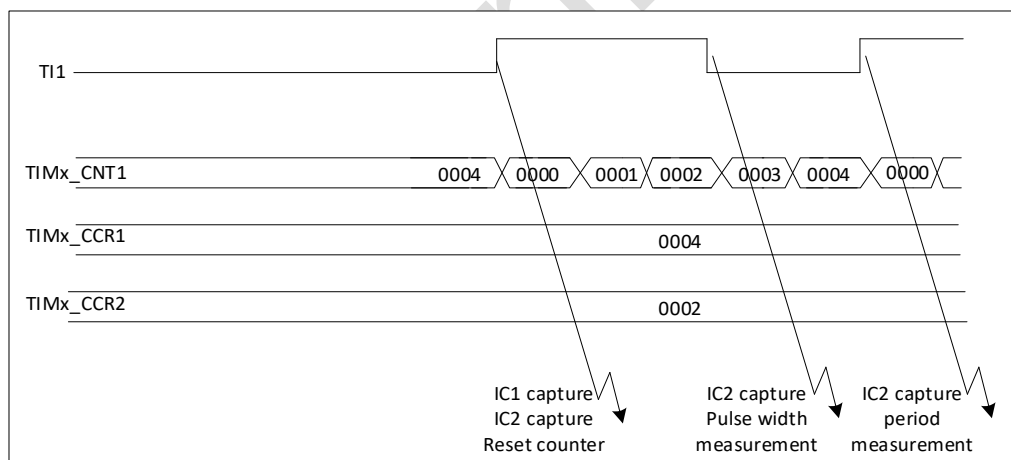 TI1
TIMx_CNT1
0004 0000 0001 0002 0003 0004 0000
TIMx_CCR1
0004
TIMx_CCR2
0002
IC1 capture
IC2 capture
Reset counter
IC2 capture
Pulse width
measurement
IC2 capture
period
measurement